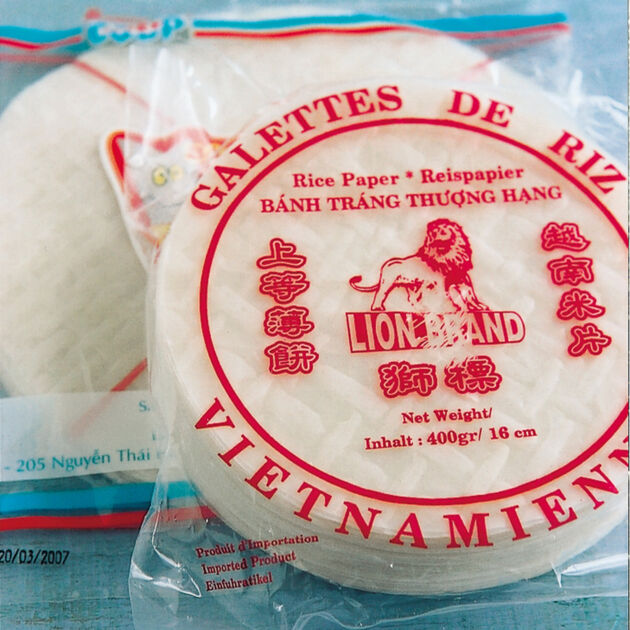 GALETTES DE RIZ
Rice Paper * Reispapier
BÁNH TRÁNG THƯỢNG HẠNG
上等薄餅
越南米片
LION BRAND
獅標
Net Weight/
Inhalt : 400gr/ 16 cm
VIETNAMIENN
Produit d'Importation
Imported Product
Einfuhratikel
- 205 Nguyễn Thái
20/03/2007